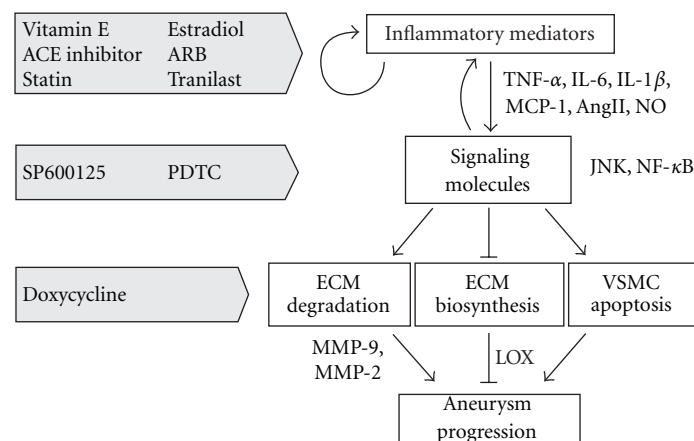 Vitamin E Estradiol
ACE inhibitor ARB
Statin Tranilast
Inflammatory mediators
TNF-α, IL-6, IL-1β,
MCP-1, AngII, NO
SP600125 PDTC
Signaling
molecules
JNK, NF-κB
Doxycycline
ECM
degradation
ECM
biosynthesis
VSMC
apoptosis
MMP-9,
MMP-2
LOX
Aneurysm
progression